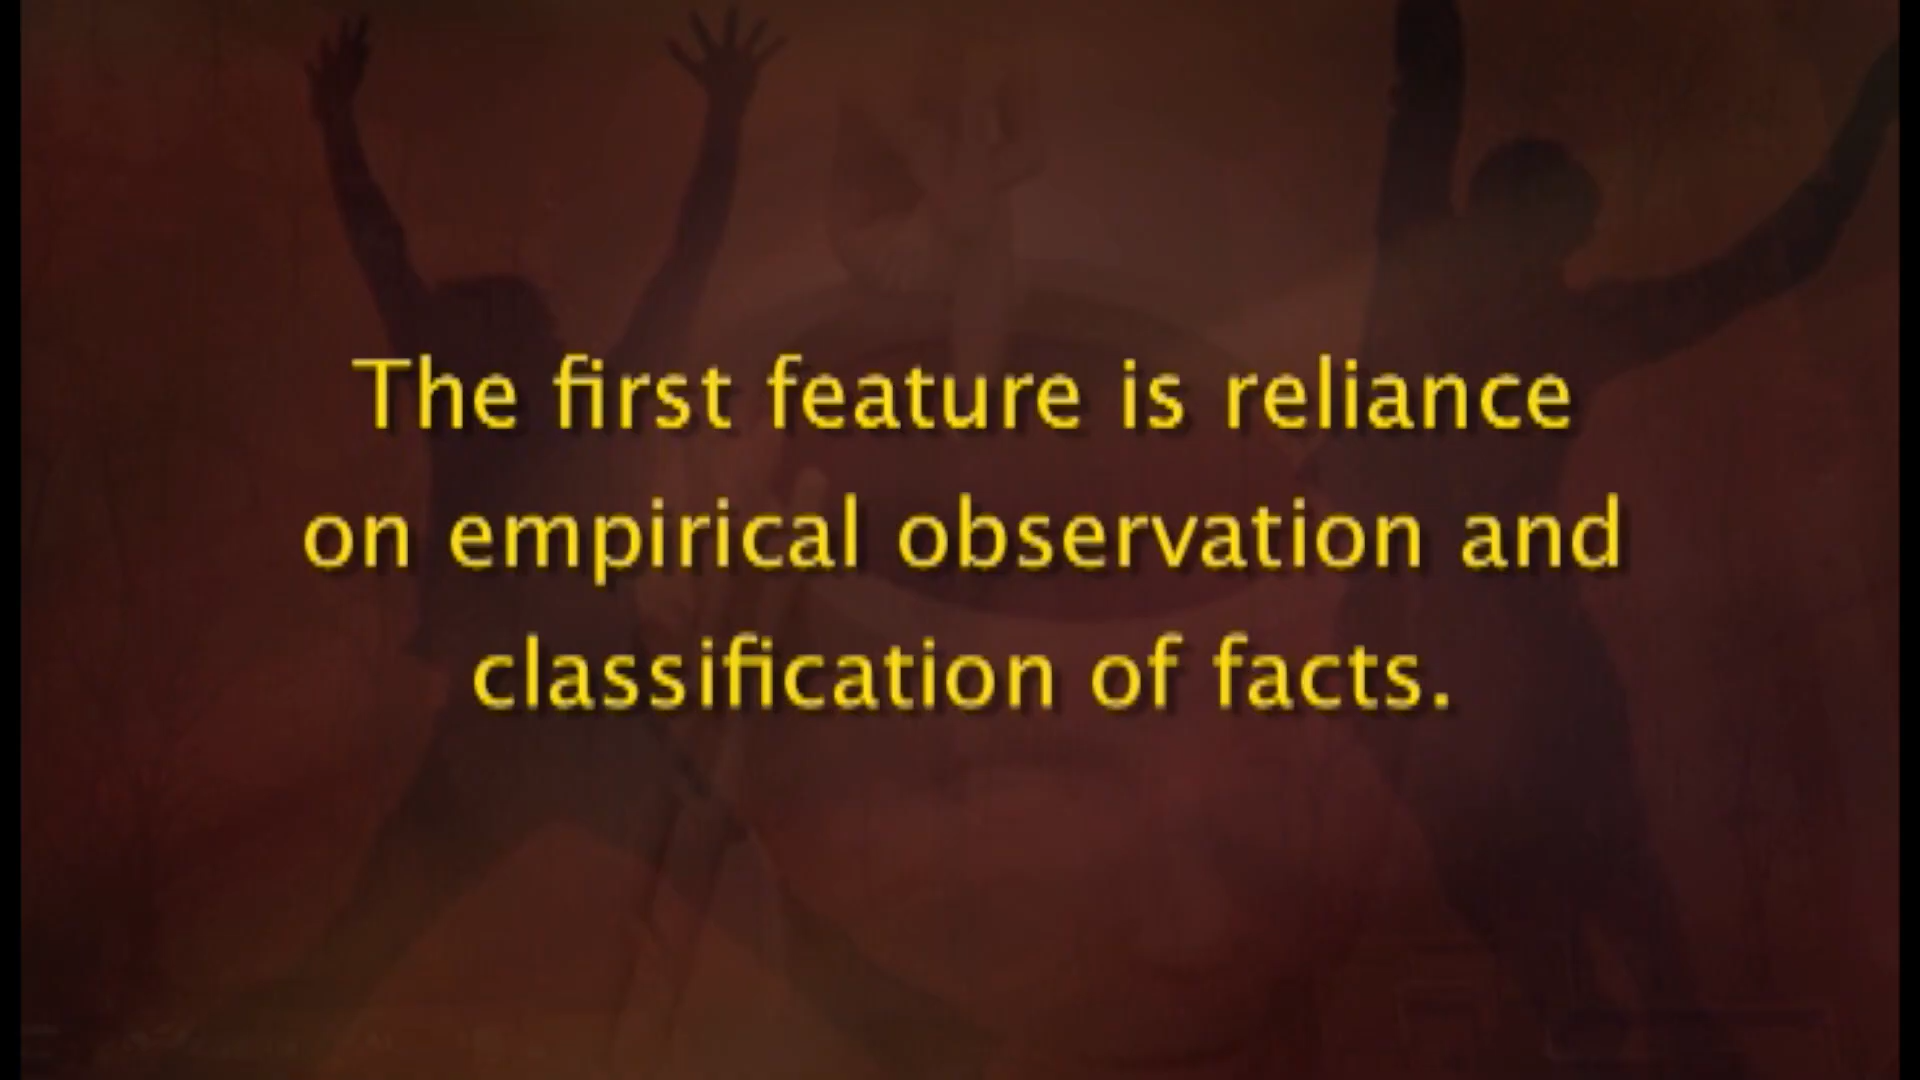 The first feature is reliance
on empirical observation and
classification of facts.